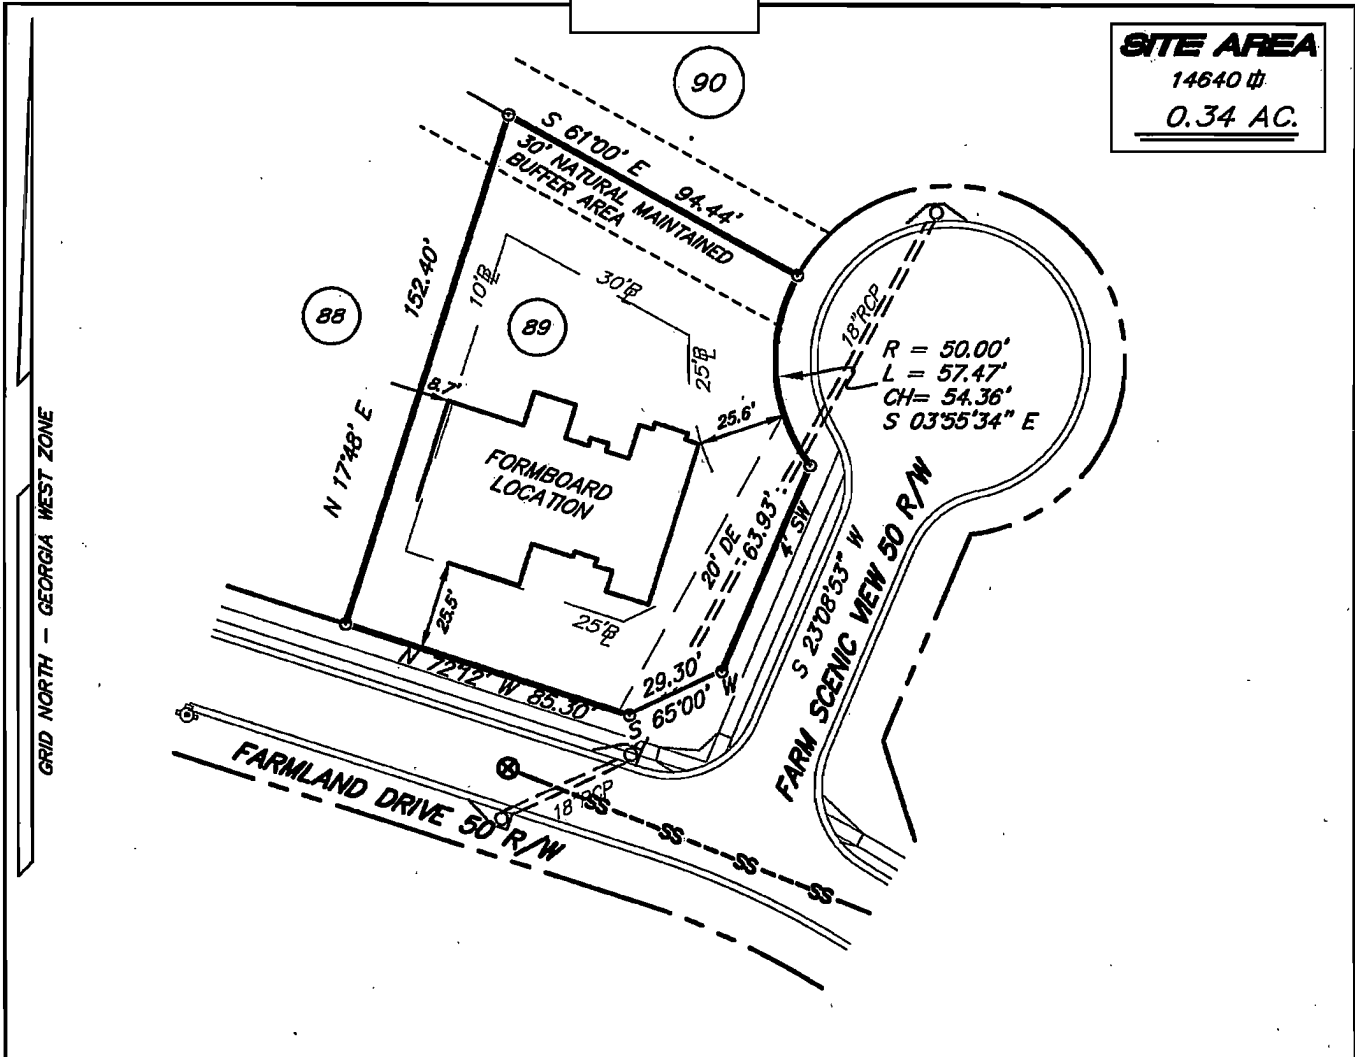 SITE AREA
14640
0.34 AC.
90
S 61°00' E 94.44'
30' NATURAL MAINTAINED
BUFFER AREA
152.40'
N 17°48' E
88
10'BL
30'BL
89
25'BL
18"RCP
R = 50.00'
L = 57.47'
CH= 54.36'
S 03°55'34" E
8.7'
25.6'
FORMBOARD
LOCATION
GRID NORTH - GEORGIA WEST ZONE
20' DE
63.93'
4' SW
S 23°08'53" W
FARM SCENIC VIEW 50 R/W
25.5'
25'BL
N 72°12' W 85.30'
29.30'
S 65°00' W
FARMLAND DRIVE 50 R/W
18"RCP
SS
SS
SS
SS